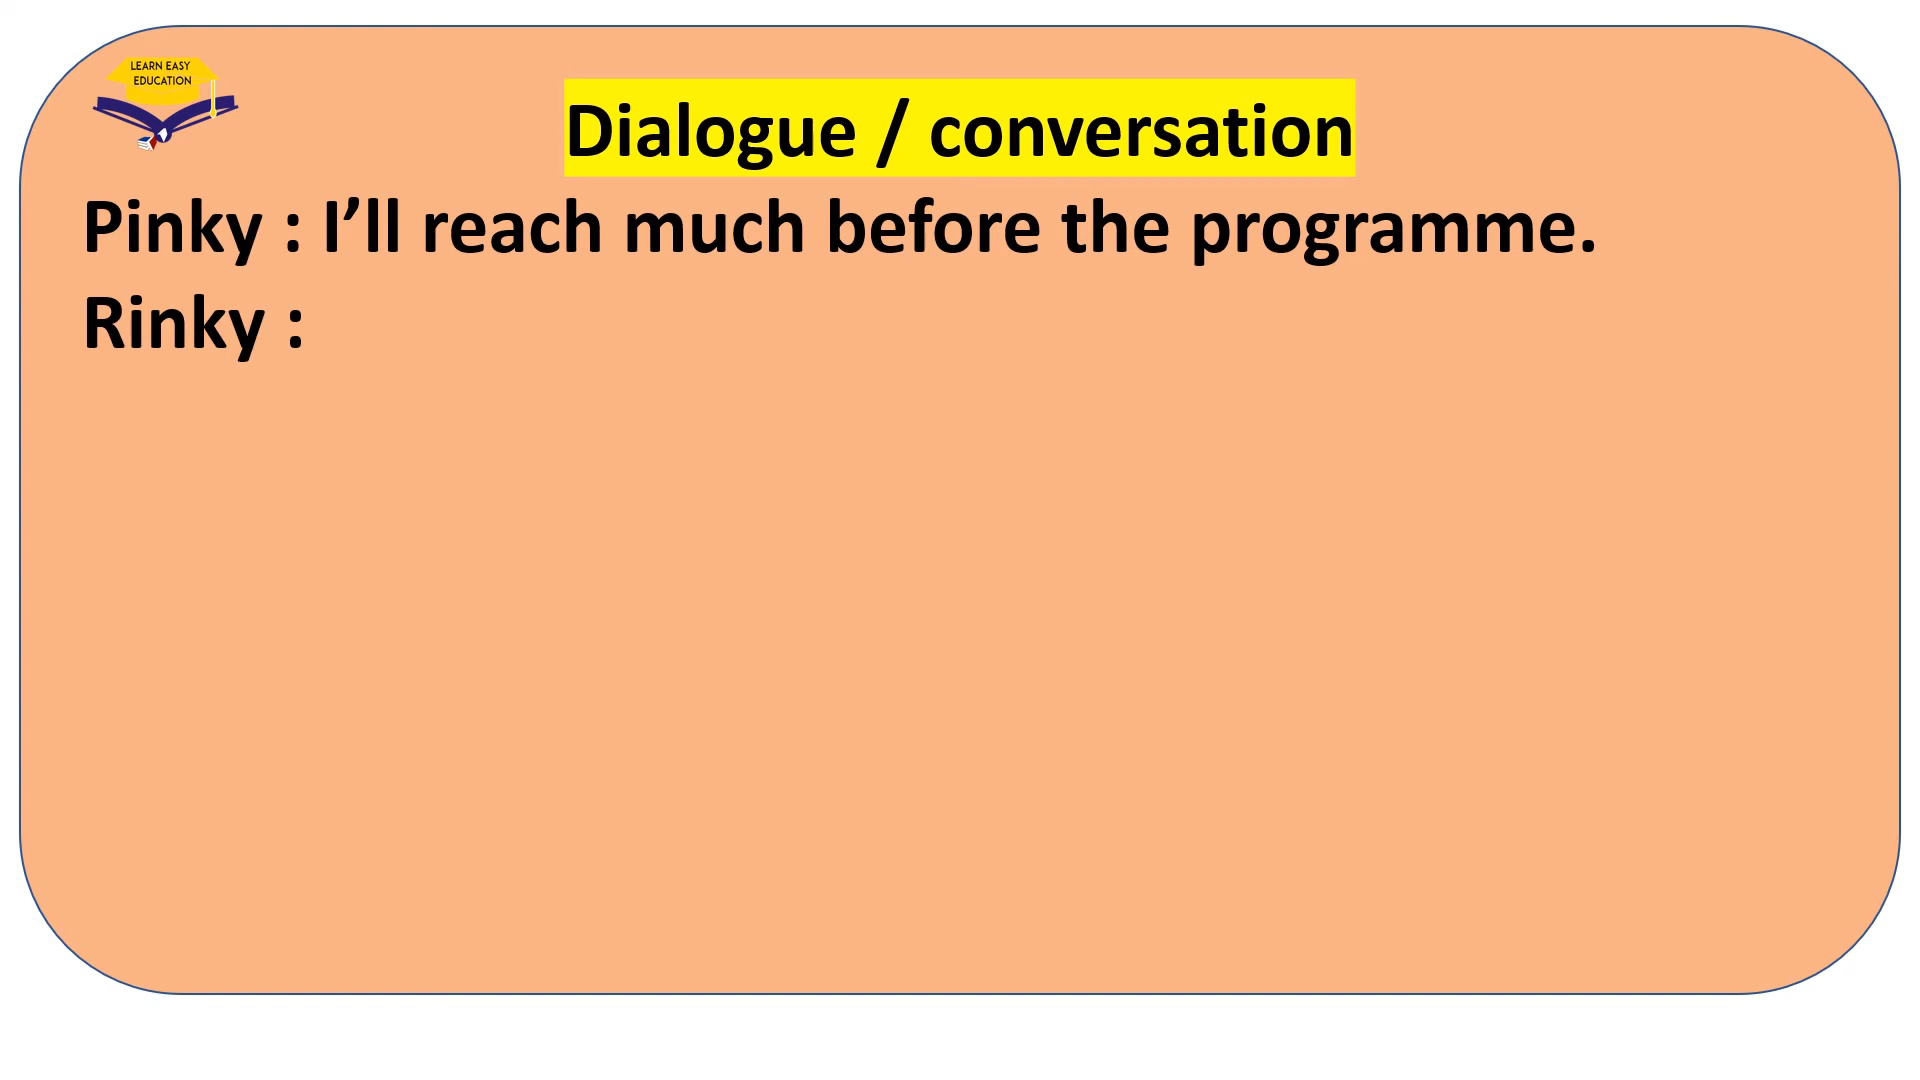 LEARN EASY
EDUCATION
Dialogue / conversation
Pinky : I’ll reach much before the programme.
Rinky :